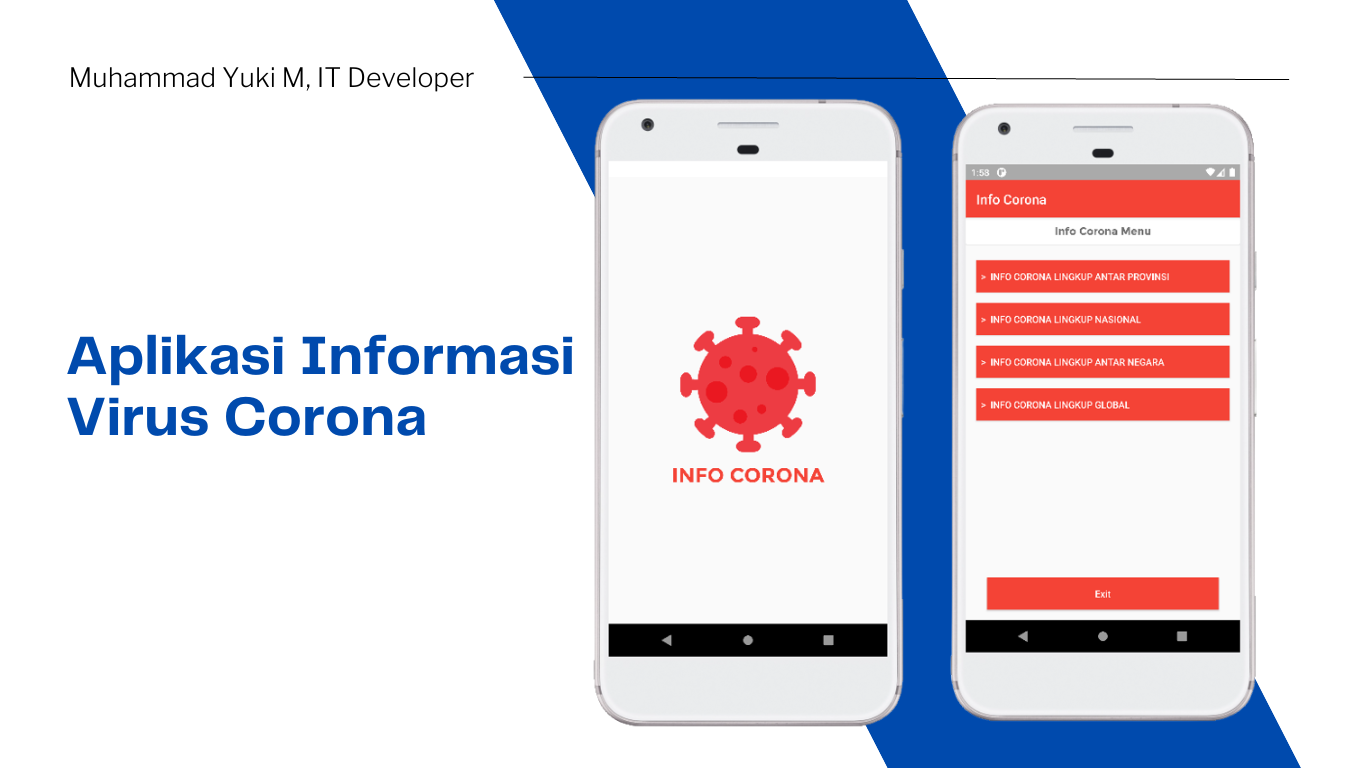 Muhammad Yuki M, IT Developer
Aplikasi Informasi
Virus Corona
INFO CORONA
1:58
Info Corona
Info Corona Menu
> INFO CORONA LINGKUP ANTAR PROVINSI
> INFO CORONA LINGKUP NASIONAL
> INFO CORONA LINGKUP ANTAR NEGARA
> INFO CORONA LINGKUP GLOBAL
Exit